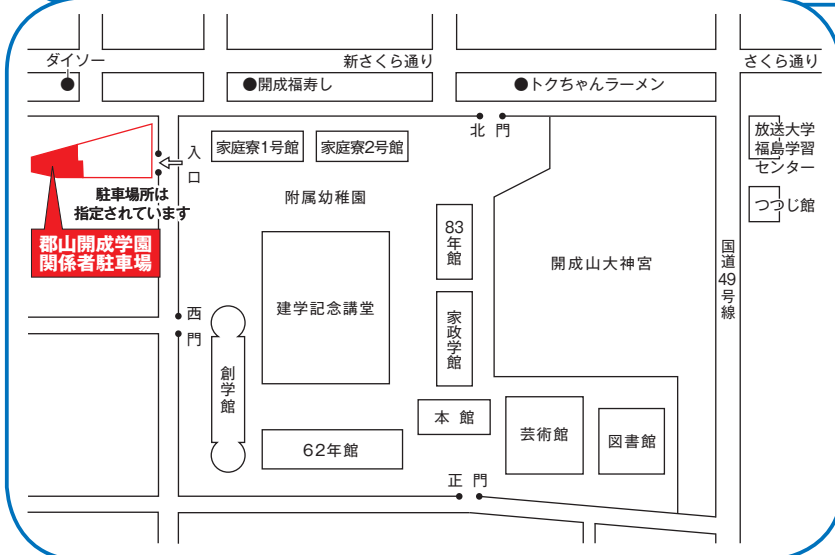 ダイソー
新さくら通り
さくら通り
●開成福寿し
●トクちゃんラーメン
北門
入口
家庭寮1号館
家庭寮2号館
放送大学
福島学習
センター
駐車場所は
指定されています
附属幼稚園
つつじ館
郡山開成学園
関係者駐車場
83年館
開成山大神宮
国道49号線
建学記念講堂
西門
家政学館
創学館
本館
芸術館
図書館
62年館
正門